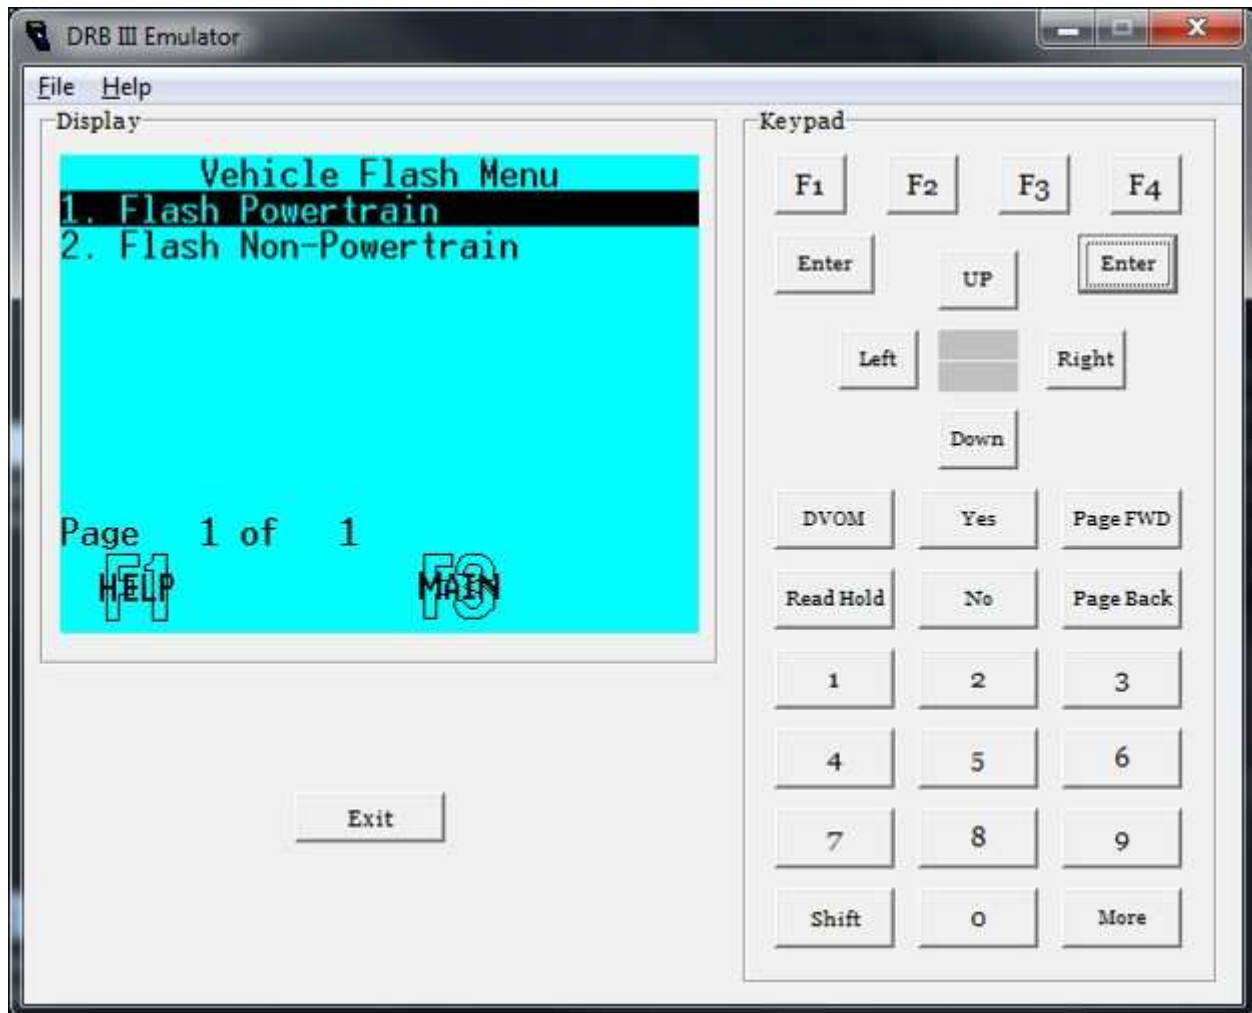 DRB III Emulator
File Help
Display
Vehicle Flash Menu
1. Flash Powertrain
2. Flash Non-Powertrain
Page 1 of 1
F1 F3
HELP MAIN
Exit
Keypad
F1 F2 F3 F4
Enter UP Enter
Left Right
Down
DVOM Yes Page FWD
Read Hold No Page Back
1 2 3
4 5 6
7 8 9
Shift 0 More